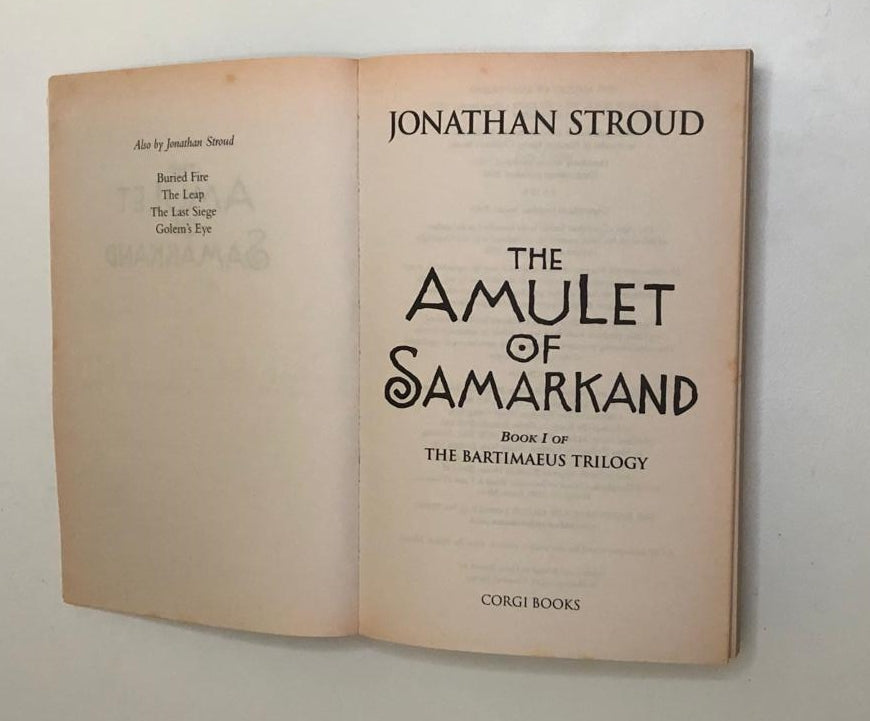 Also by Jonathan Stroud
Buried Fire
The Leap
The Last Siege
Golem's Eye
JONATHAN STROUD
THE
AMULET
OF
SAMARKAND
BOOK I OF
THE BARTIMAEUS TRILOGY
CORGI BOOKS